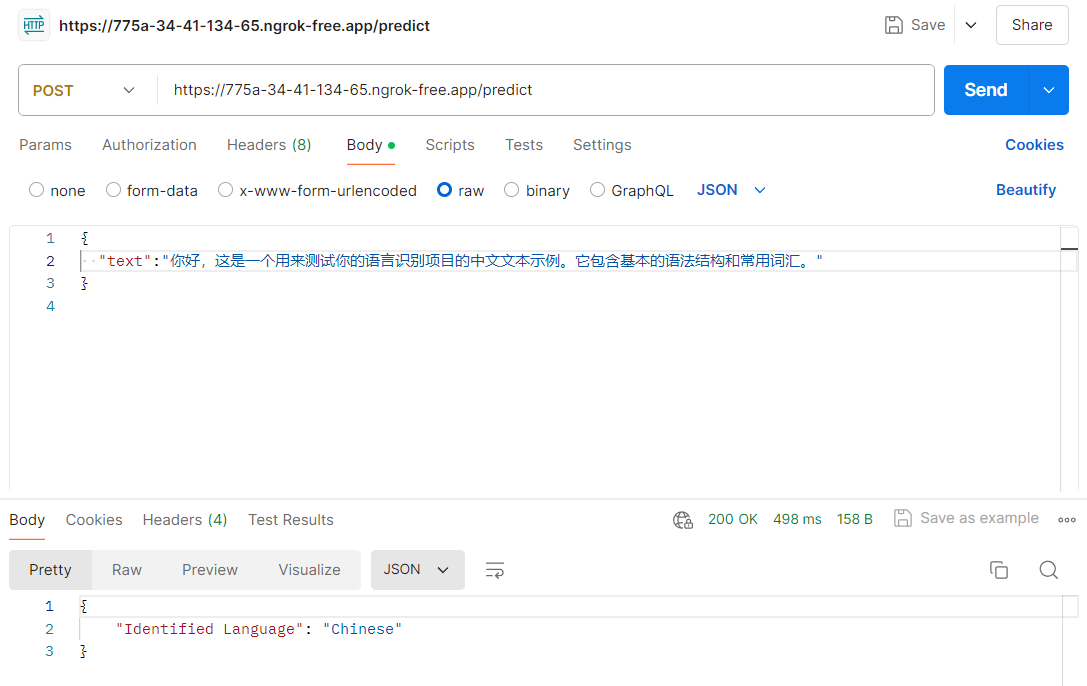 HTTP https://775a-34-41-134-65.ngrok-free.app/predict Save Share
POST https://775a-34-41-134-65.ngrok-free.app/predict Send
Params Authorization Headers (8) Body Scripts Tests Settings Cookies
none form-data x-www-form-urlencoded raw binary GraphQL JSON Beautify
1 {
2 "text":"你好，这是一个用来测试你的语言识别项目的中文文本示例。它包含基本的语法结构和常用词汇。"
3 }
4
Body Cookies Headers (4) Test Results 200 OK 498 ms 158 B Save as example
Pretty Raw Preview Visualize JSON
1 {
2 "Identified Language": "Chinese"
3 }